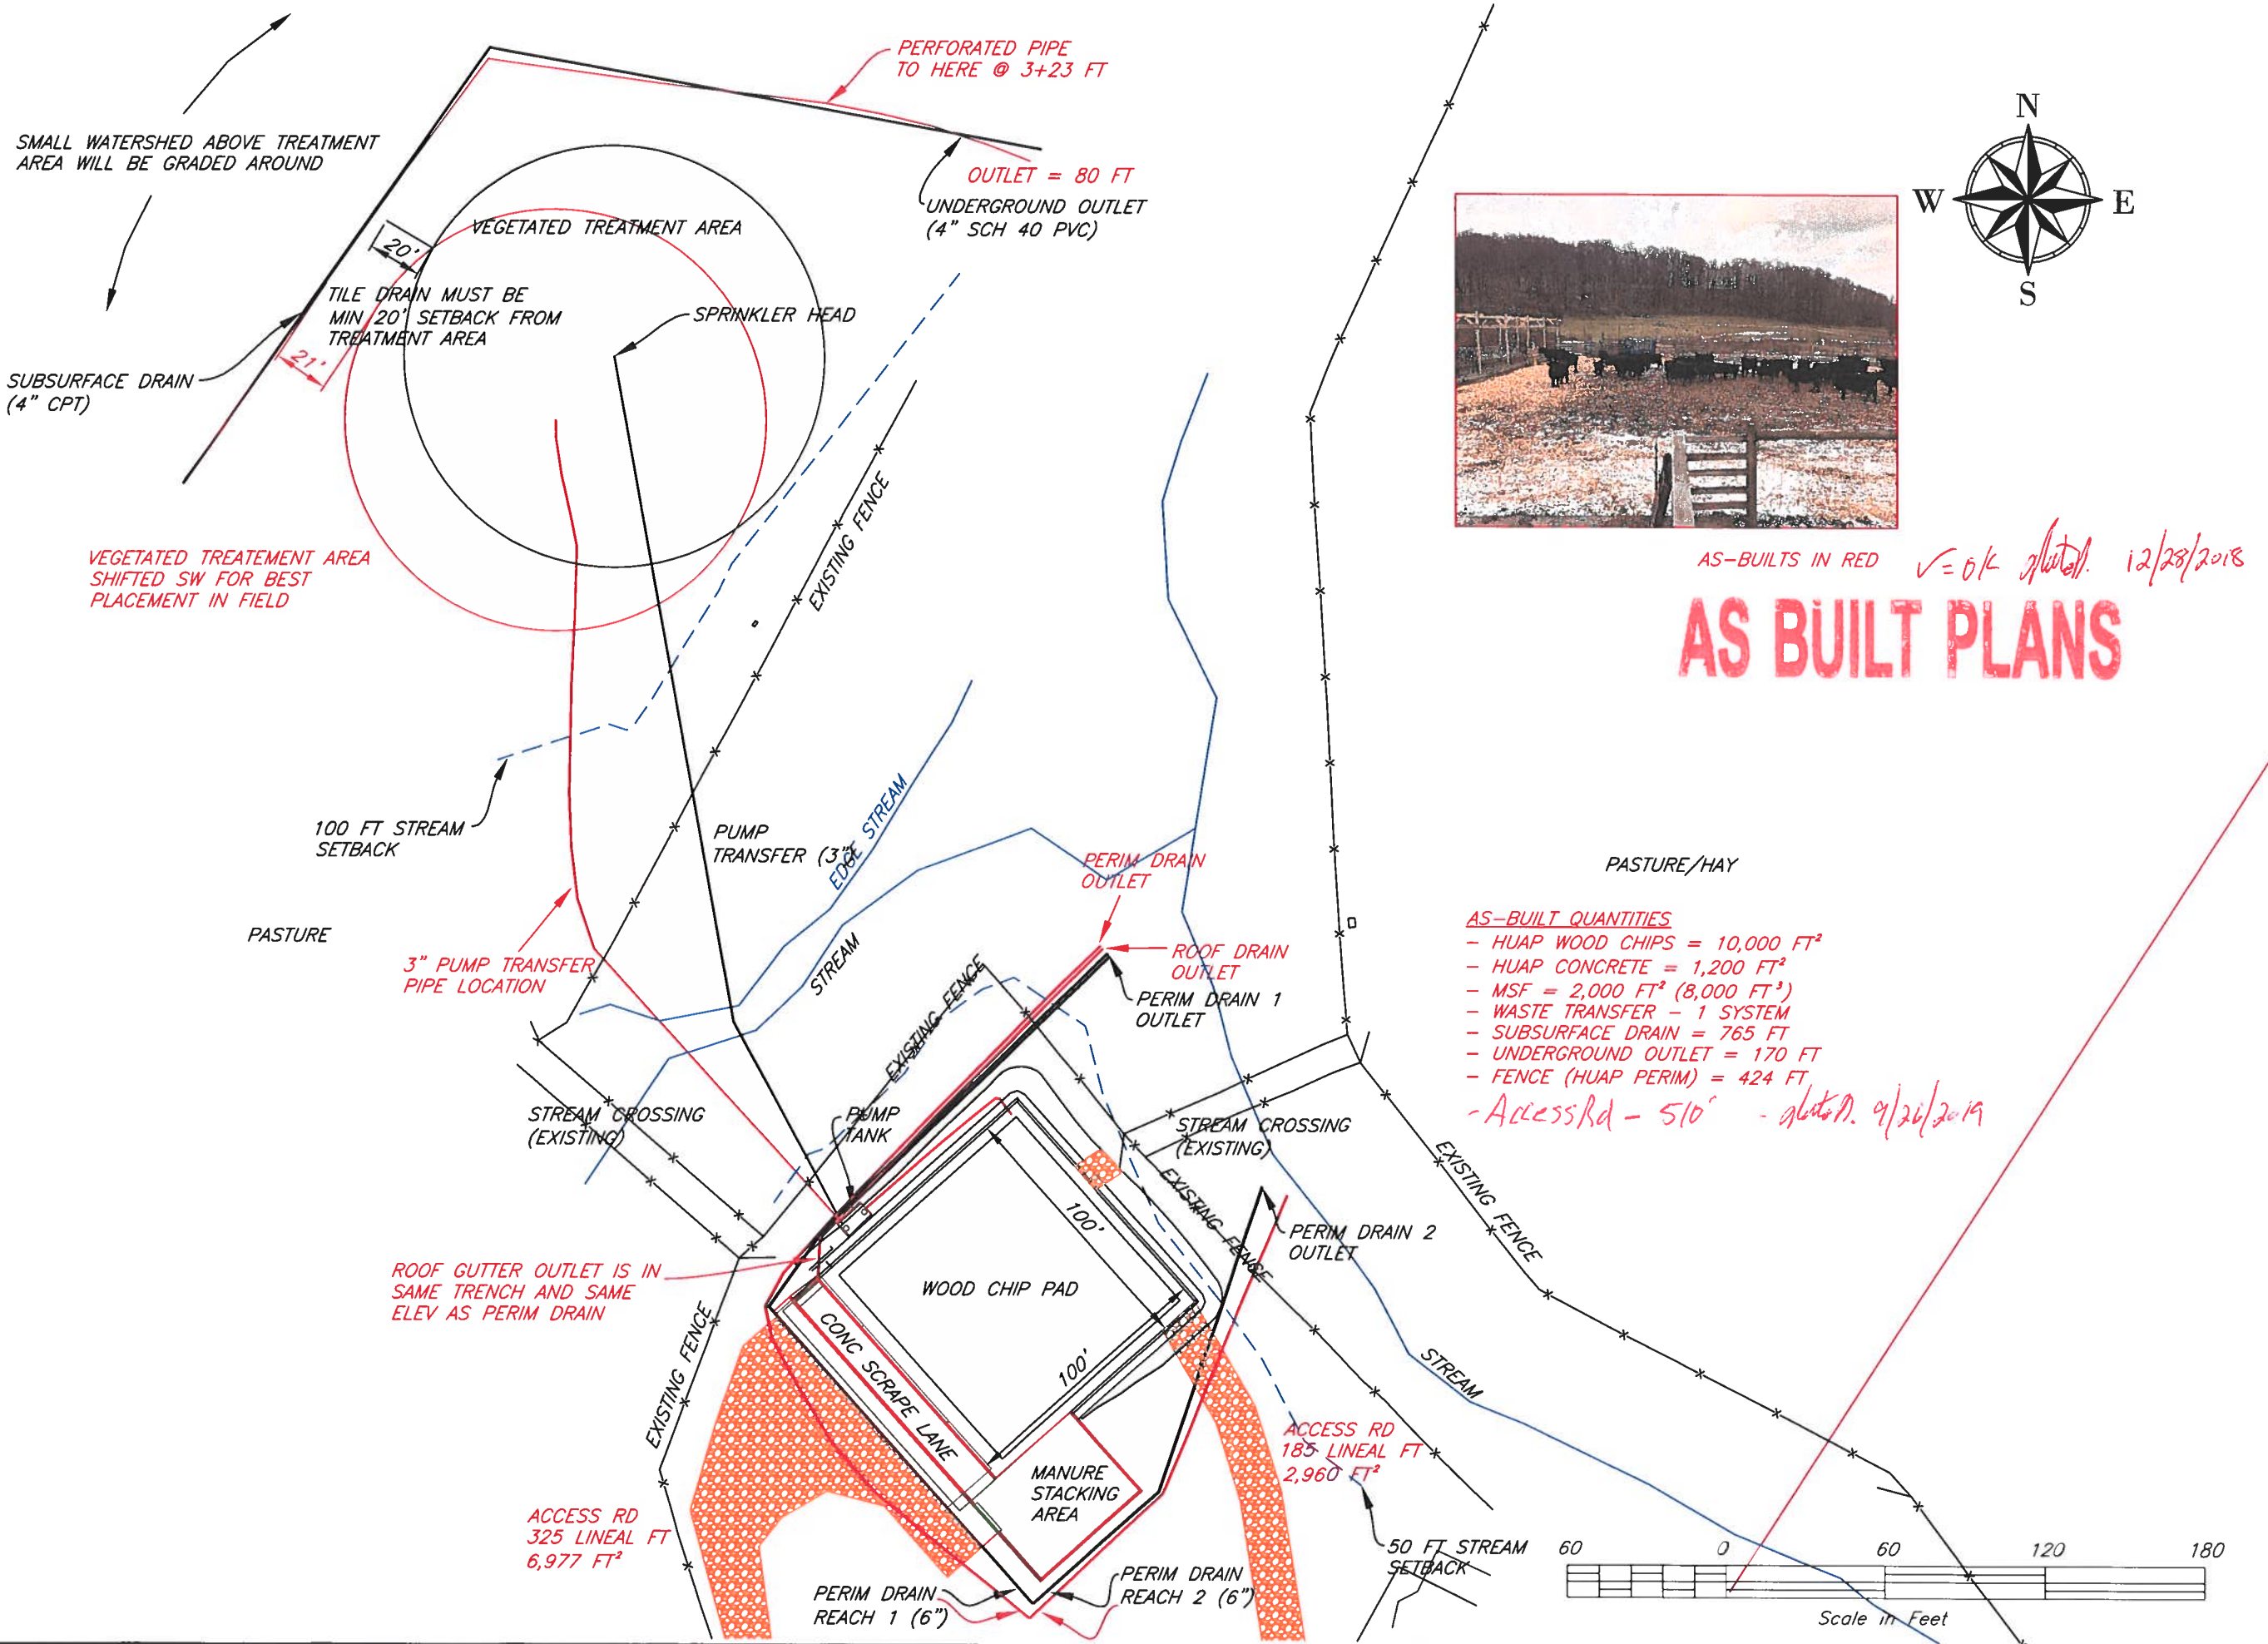 PERFORATED PIPE
TO HERE @ 3+23 FT
SMALL WATERSHED ABOVE TREATMENT
AREA WILL BE GRADED AROUND
OUTLET = 80 FT
UNDERGROUND OUTLET
(4" SCH 40 PVC)
N
W
E
S
VEGETATED TREATMENT AREA
20'
TILE DRAIN MUST BE
MIN 20' SETBACK FROM
TREATMENT AREA
SPRINKLER HEAD
21'
SUBSURFACE DRAIN
(4" CPT)
EXISTING FENCE
VEGETATED TREATEMENT AREA
SHIFTED SW FOR BEST
PLACEMENT IN FIELD
AS-BUILTS IN RED
√ = OK
12/28/2018
AS BUILT PLANS
100 FT STREAM
SETBACK
PUMP
TRANSFER (3")
EDGE STREAM
PERIM DRAIN
OUTLET
PASTURE/HAY
PASTURE
3" PUMP TRANSFER
PIPE LOCATION
STREAM
EXISTING FENCE
ROOF DRAIN
OUTLET
PERIM DRAIN 1
OUTLET
AS-BUILT QUANTITIES
- HUAP WOOD CHIPS = 10,000 FT²
- HUAP CONCRETE = 1,200 FT²
- MSF = 2,000 FT² (8,000 FT³)
- WASTE TRANSFER - 1 SYSTEM
- SUBSURFACE DRAIN = 765 FT
- UNDERGROUND OUTLET = 170 FT
- FENCE (HUAP PERIM) = 424 FT
- Access Rd - 510'
9/26/2019
STREAM CROSSING
(EXISTING)
PUMP
TANK
STREAM CROSSING
(EXISTING)
EXISTING FENCE
EXISTING FENCE
100'
PERIM DRAIN 2
OUTLET
ROOF GUTTER OUTLET IS IN
SAME TRENCH AND SAME
ELEV AS PERIM DRAIN
WOOD CHIP PAD
EXISTING FENCE
CONC SCRAPE LANE
100'
STREAM
ACCESS RD
185 LINEAL FT
2,960 FT²
MANURE
STACKING
AREA
ACCESS RD
325 LINEAL FT
6,977 FT²
50 FT STREAM
SETBACK
PERIM DRAIN
REACH 1 (6")
PERIM DRAIN
REACH 2 (6")
60 0 60 120 180
Scale in Feet